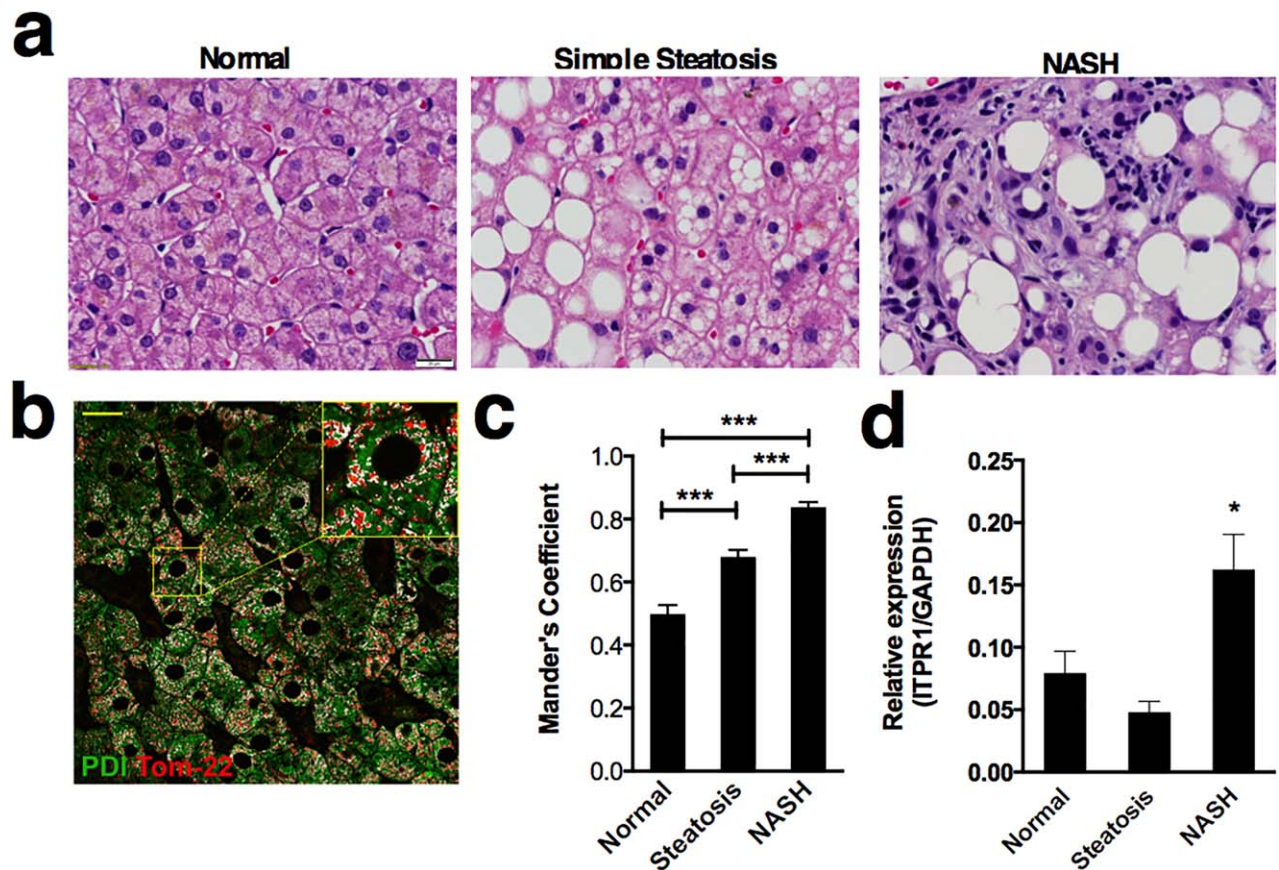 a
Normal
Simple Steatosis
NASH
b
PDI Tom-22
c
***
***
***
1.0
0.8
0.6
0.4
0.2
0.0
Mander's Coefficient
Normal
Steatosis
NASH
d
0.25
0.20
0.15
0.10
0.05
0.00
*
Relative expression
(ITPR1/GAPDH)
Normal
Steatosis
NASH